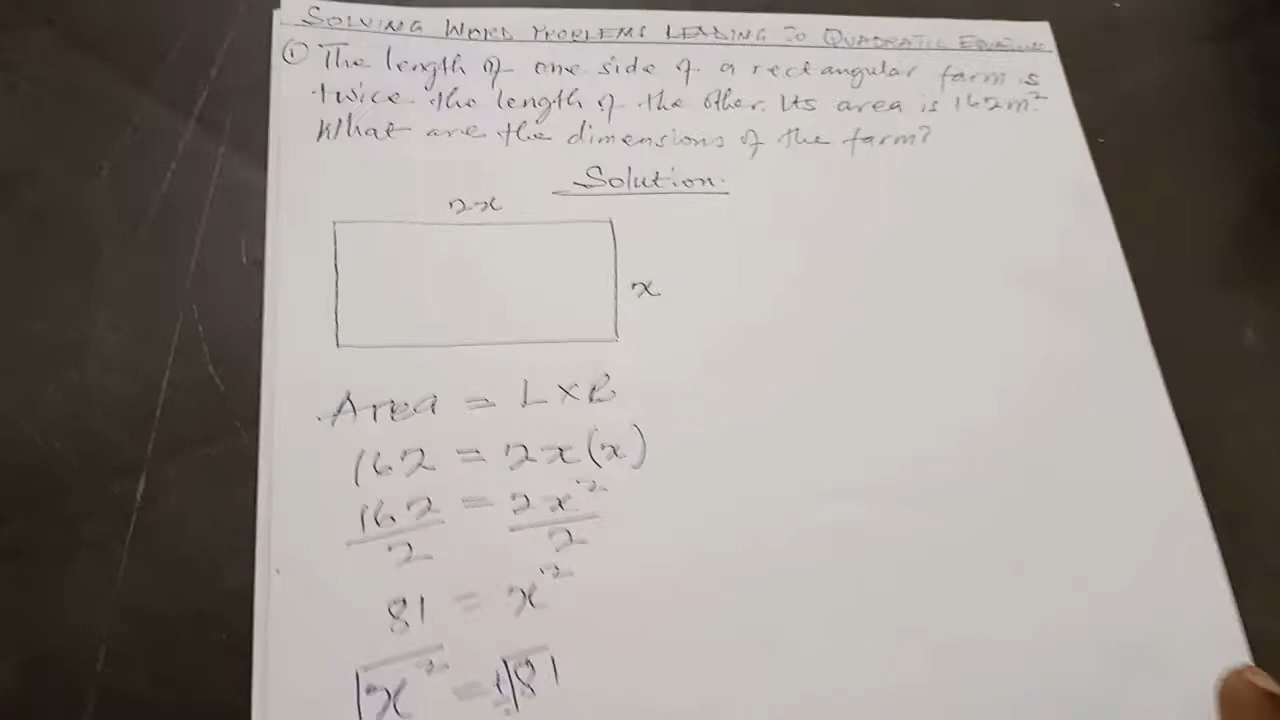 SOLVING WORD PROBLEMS LEADING TO QUADRATIC EQUATIONS
① The length of one side of a rectangular farm is
twice the length of the other. Its area is 162m².
What are the dimensions of the farm?
Solution.
2x
x
Area = L×B
162 = 2x(x)
162/2 = 2x²/2
81 = x²
√x² = ±√81